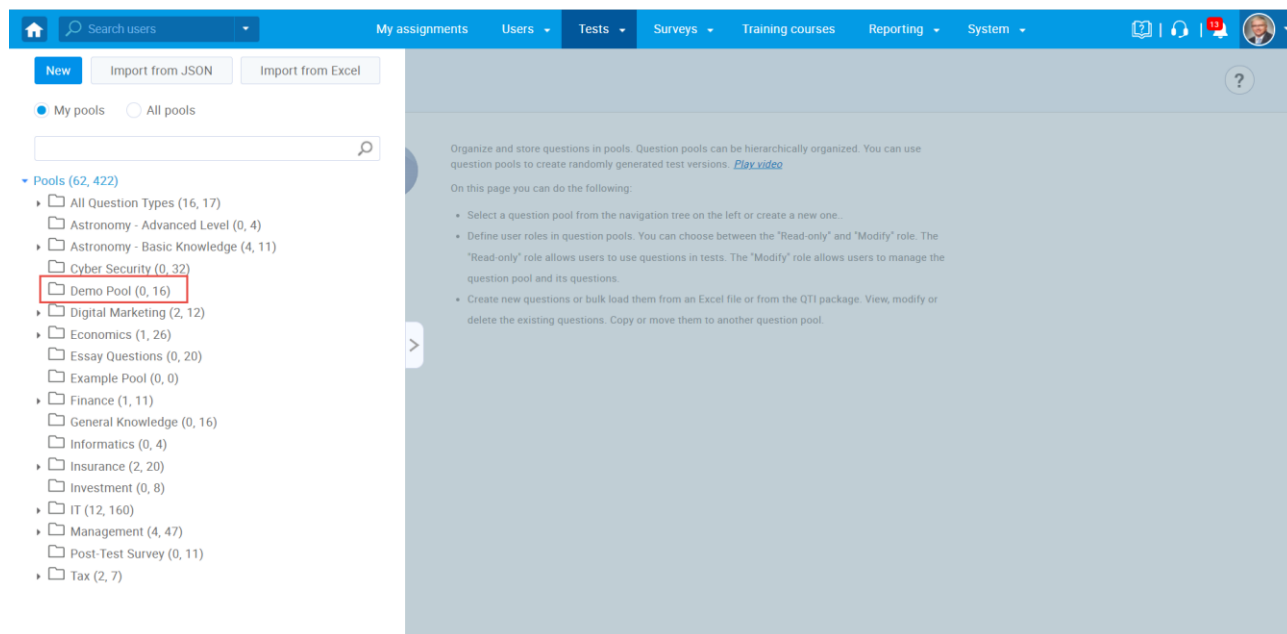 Search users
My assignments
Users
Tests
Surveys
Training courses
Reporting
System
13
New
Import from JSON
Import from Excel
My pools
All pools
Pools (62, 422)
All Question Types (16, 17)
Astronomy - Advanced Level (0, 4)
Astronomy - Basic Knowledge (4, 11)
Cyber Security (0, 32)
Demo Pool (0, 16)
Digital Marketing (2, 12)
Economics (1, 26)
Essay Questions (0, 20)
Example Pool (0, 0)
Finance (1, 11)
General Knowledge (0, 16)
Informatics (0, 4)
Insurance (2, 20)
Investment (0, 8)
IT (12, 160)
Management (4, 47)
Post-Test Survey (0, 11)
Tax (2, 7)
?
Organize and store questions in pools. Question pools can be hierarchically organized. You can use
question pools to create randomly generated test versions. Play video
On this page you can do the following:
• Select a question pool from the navigation tree on the left or create a new one..
• Define user roles in question pools. You can choose between the "Read-only" and "Modify" role. The
"Read-only" role allows users to use questions in tests. The "Modify" role allows users to manage the
question pool and its questions.
• Create new questions or bulk load them from an Excel file or from the QTI package. View, modify or
delete the existing questions. Copy or move them to another question pool.